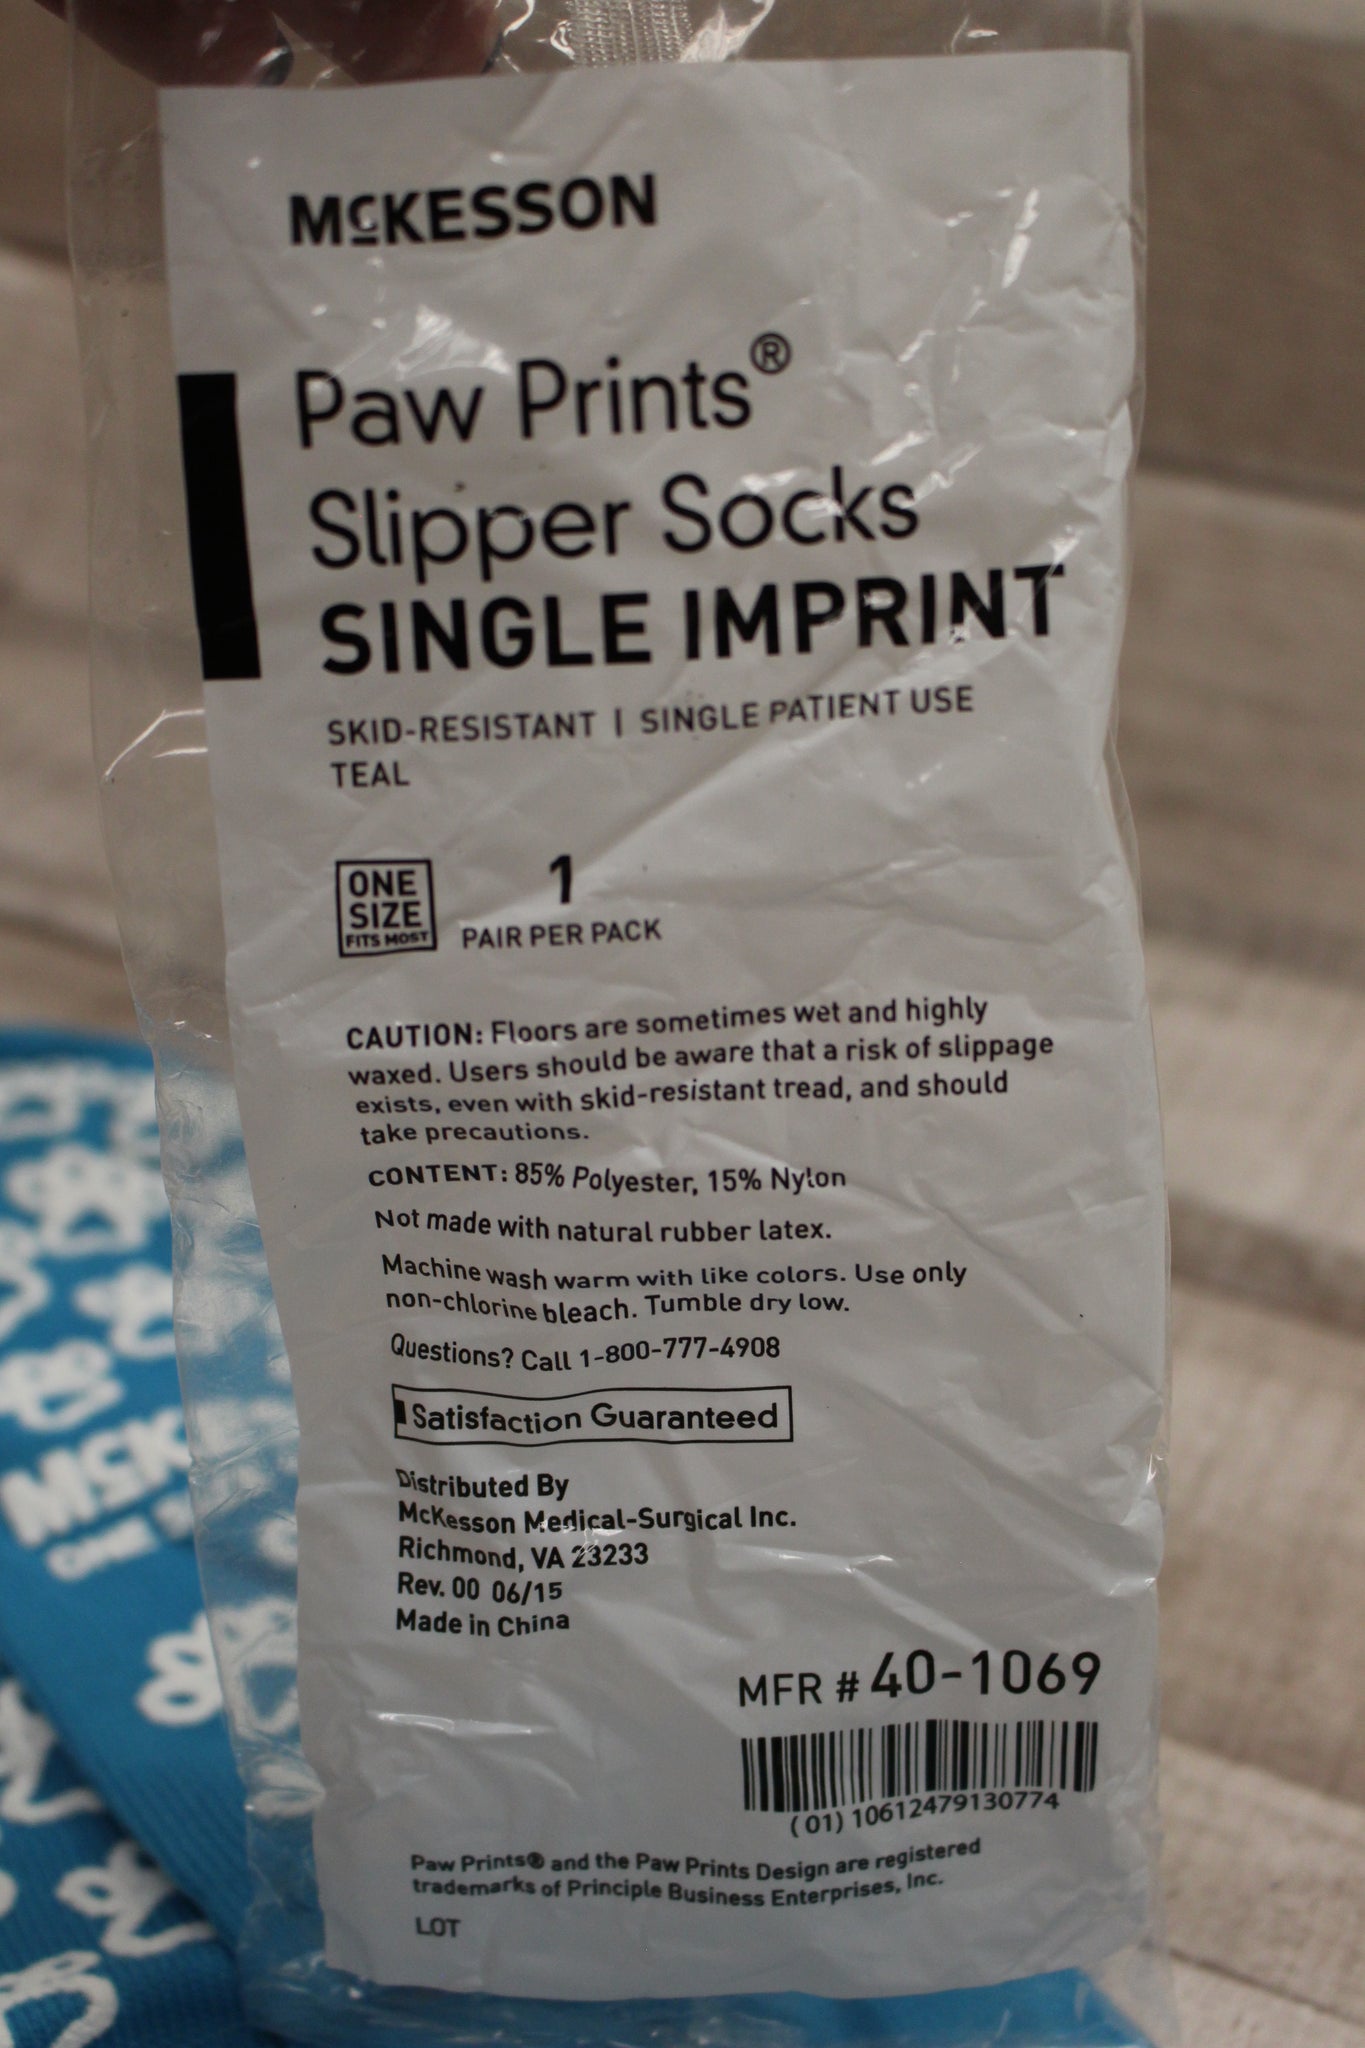 McKESSON
Paw Prints®
Slipper Socks
SINGLE IMPRINT
SKID-RESISTANT | SINGLE PATIENT USE
TEAL
ONE
SIZE
FITS MOST
1
PAIR PER PACK
CAUTION: Floors are sometimes wet and highly
waxed. Users should be aware that a risk of slippage
exists, even with skid-resistant tread, and should
take precautions.
CONTENT: 85% Polyester, 15% Nylon
Not made with natural rubber latex.
Machine wash warm with like colors. Use only
non-chlorine bleach. Tumble dry low.
Questions? Call 1-800-777-4908
Satisfaction Guaranteed
Distributed By
McKesson Medical-Surgical Inc.
Richmond, VA 23233
Rev. 00 06/15
Made in China
MFR # 40-1069
(01) 10612479130774
Paw Prints® and the Paw Prints Design are registered
trademarks of Principle Business Enterprises, Inc.
LOT
McK
ONE